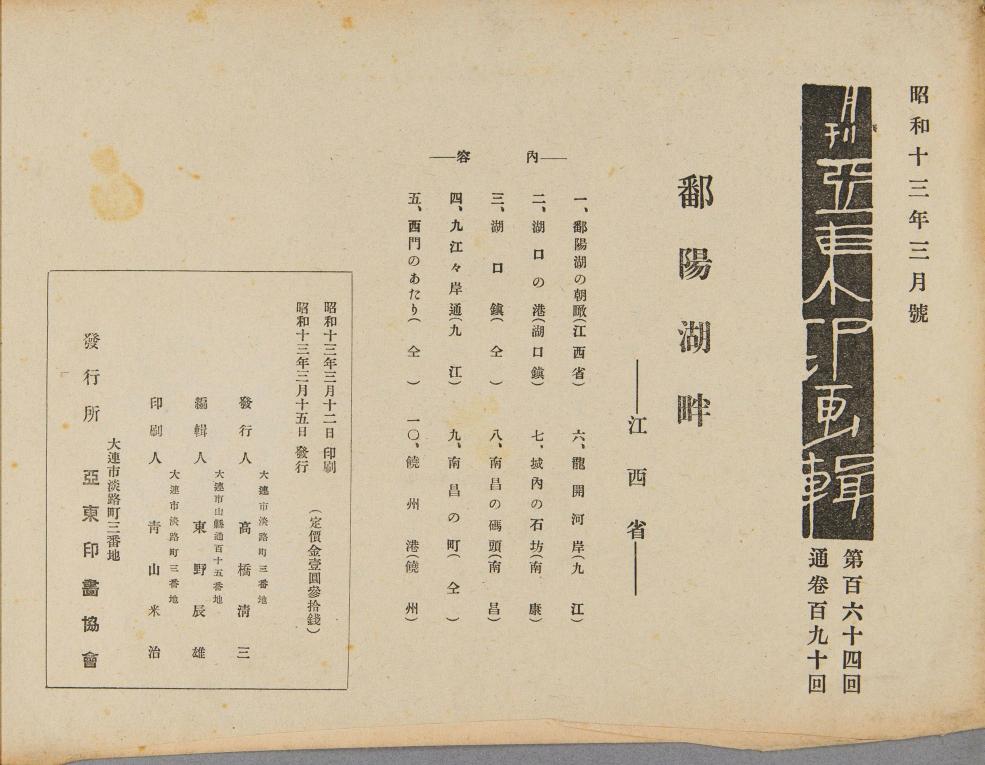 昭和十三年三月號
月刊 亞東印画輯
第百六十四回
通卷百九十回
鄱陽湖畔
——江西省——
——內容——
一、鄱陽湖の朝暾(江西省)
二、湖口の港(湖口鎭)
三、湖口鎭(仝)
四、九江々岸通(九江)
五、西門のあたり(仝)
六、龍開河岸(九江)
七、城內の石坊(南康)
八、南昌の碼頭(南昌)
九、南昌の町(仝)
一〇、饒州港(饒州)
昭和十三年三月十二日 印刷
昭和十三年三月十五日 發行
(定價金壹圓參拾錢)
大連市淡路町三番地
發行人 高橋淸三
大連市山縣通百十五番地
編輯人 東野辰雄
大連市淡路町三番地
印刷人 靑山米治
大連市淡路町三番地
發行所 亞東印畵協會